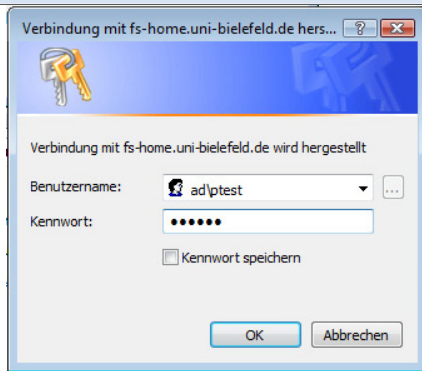 Verbindung mit fs-home.uni-bielefeld.de hers...
Verbindung mit fs-home.uni-bielefeld.de wird hergestellt
Benutzername: ad\ptest
Kennwort: ••••••
Kennwort speichern
OK Abbrechen